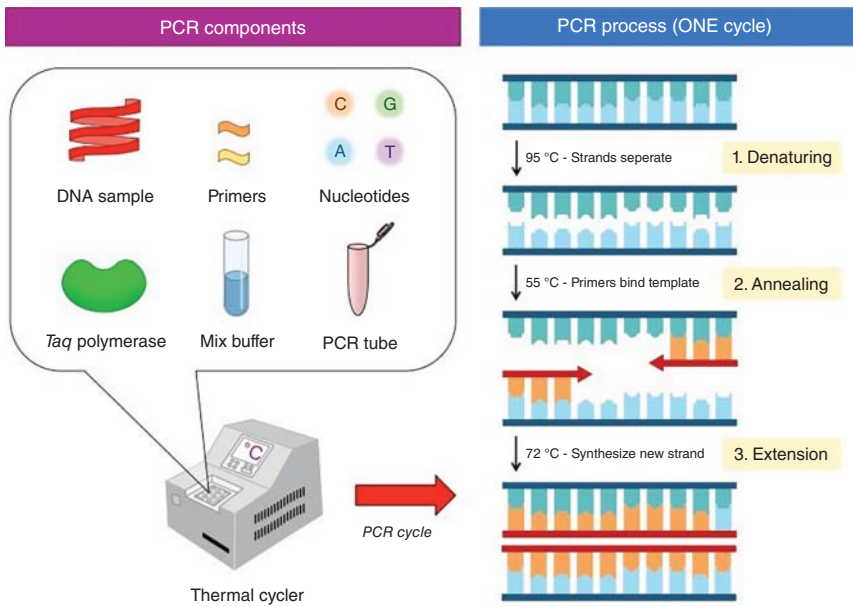 PCR components
C
G
A
T
DNA sample
Primers
Nucleotides
Taq polymerase
Mix buffer
PCR tube
°C
Thermal cycler
PCR cycle
PCR process (ONE cycle)
95 °C - Strands seperate
1. Denaturing
55 °C - Primers bind template
2. Annealing
72 °C - Synthesize new strand
3. Extension